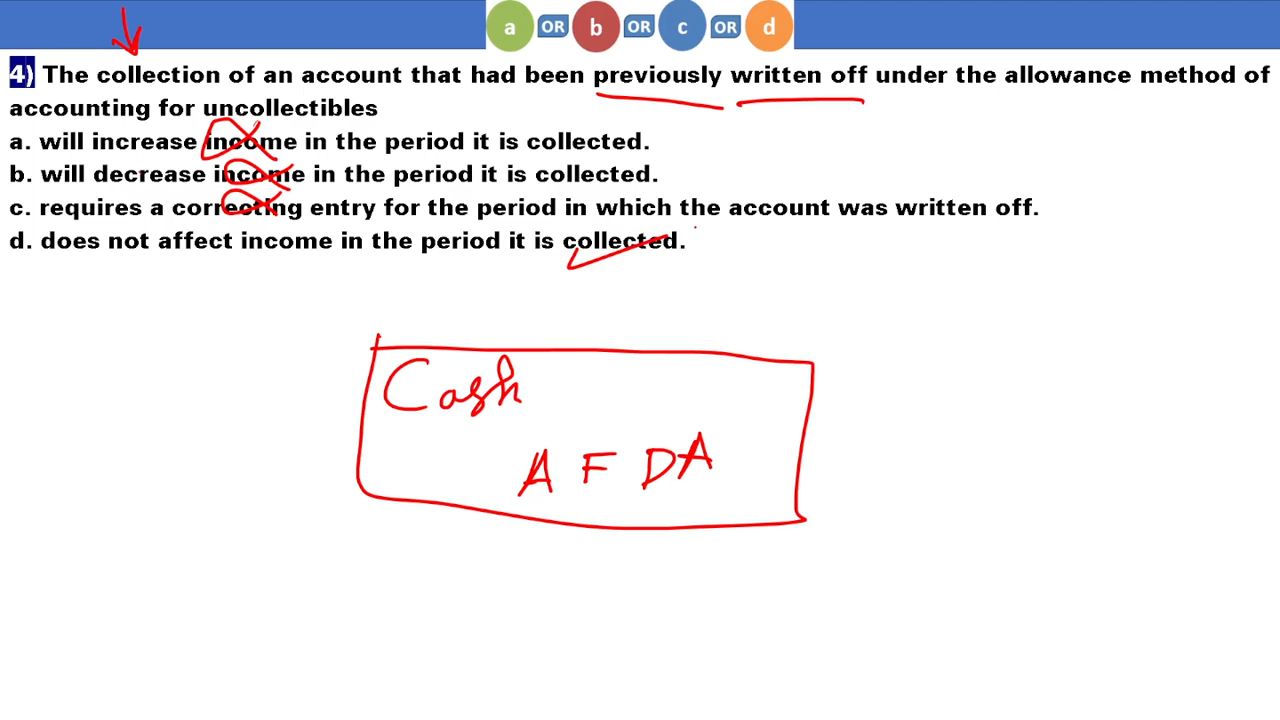 a OR b OR c OR d
4) The collection of an account that had been previously written off under the allowance method of
accounting for uncollectibles
a. will increase income in the period it is collected.
b. will decrease income in the period it is collected.
c. requires a correcting entry for the period in which the account was written off.
d. does not affect income in the period it is collected.
Cash
A F D A